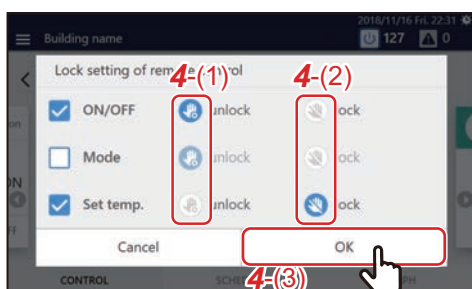 2018/11/16 Fri. 22:31
Building name 127 0
Lock setting of remote control
4-(1) 4-(2)
ON/OFF unlock lock
Mode unlock lock
Set temp. unlock lock
Cancel OK
4-(3)
CONTROL